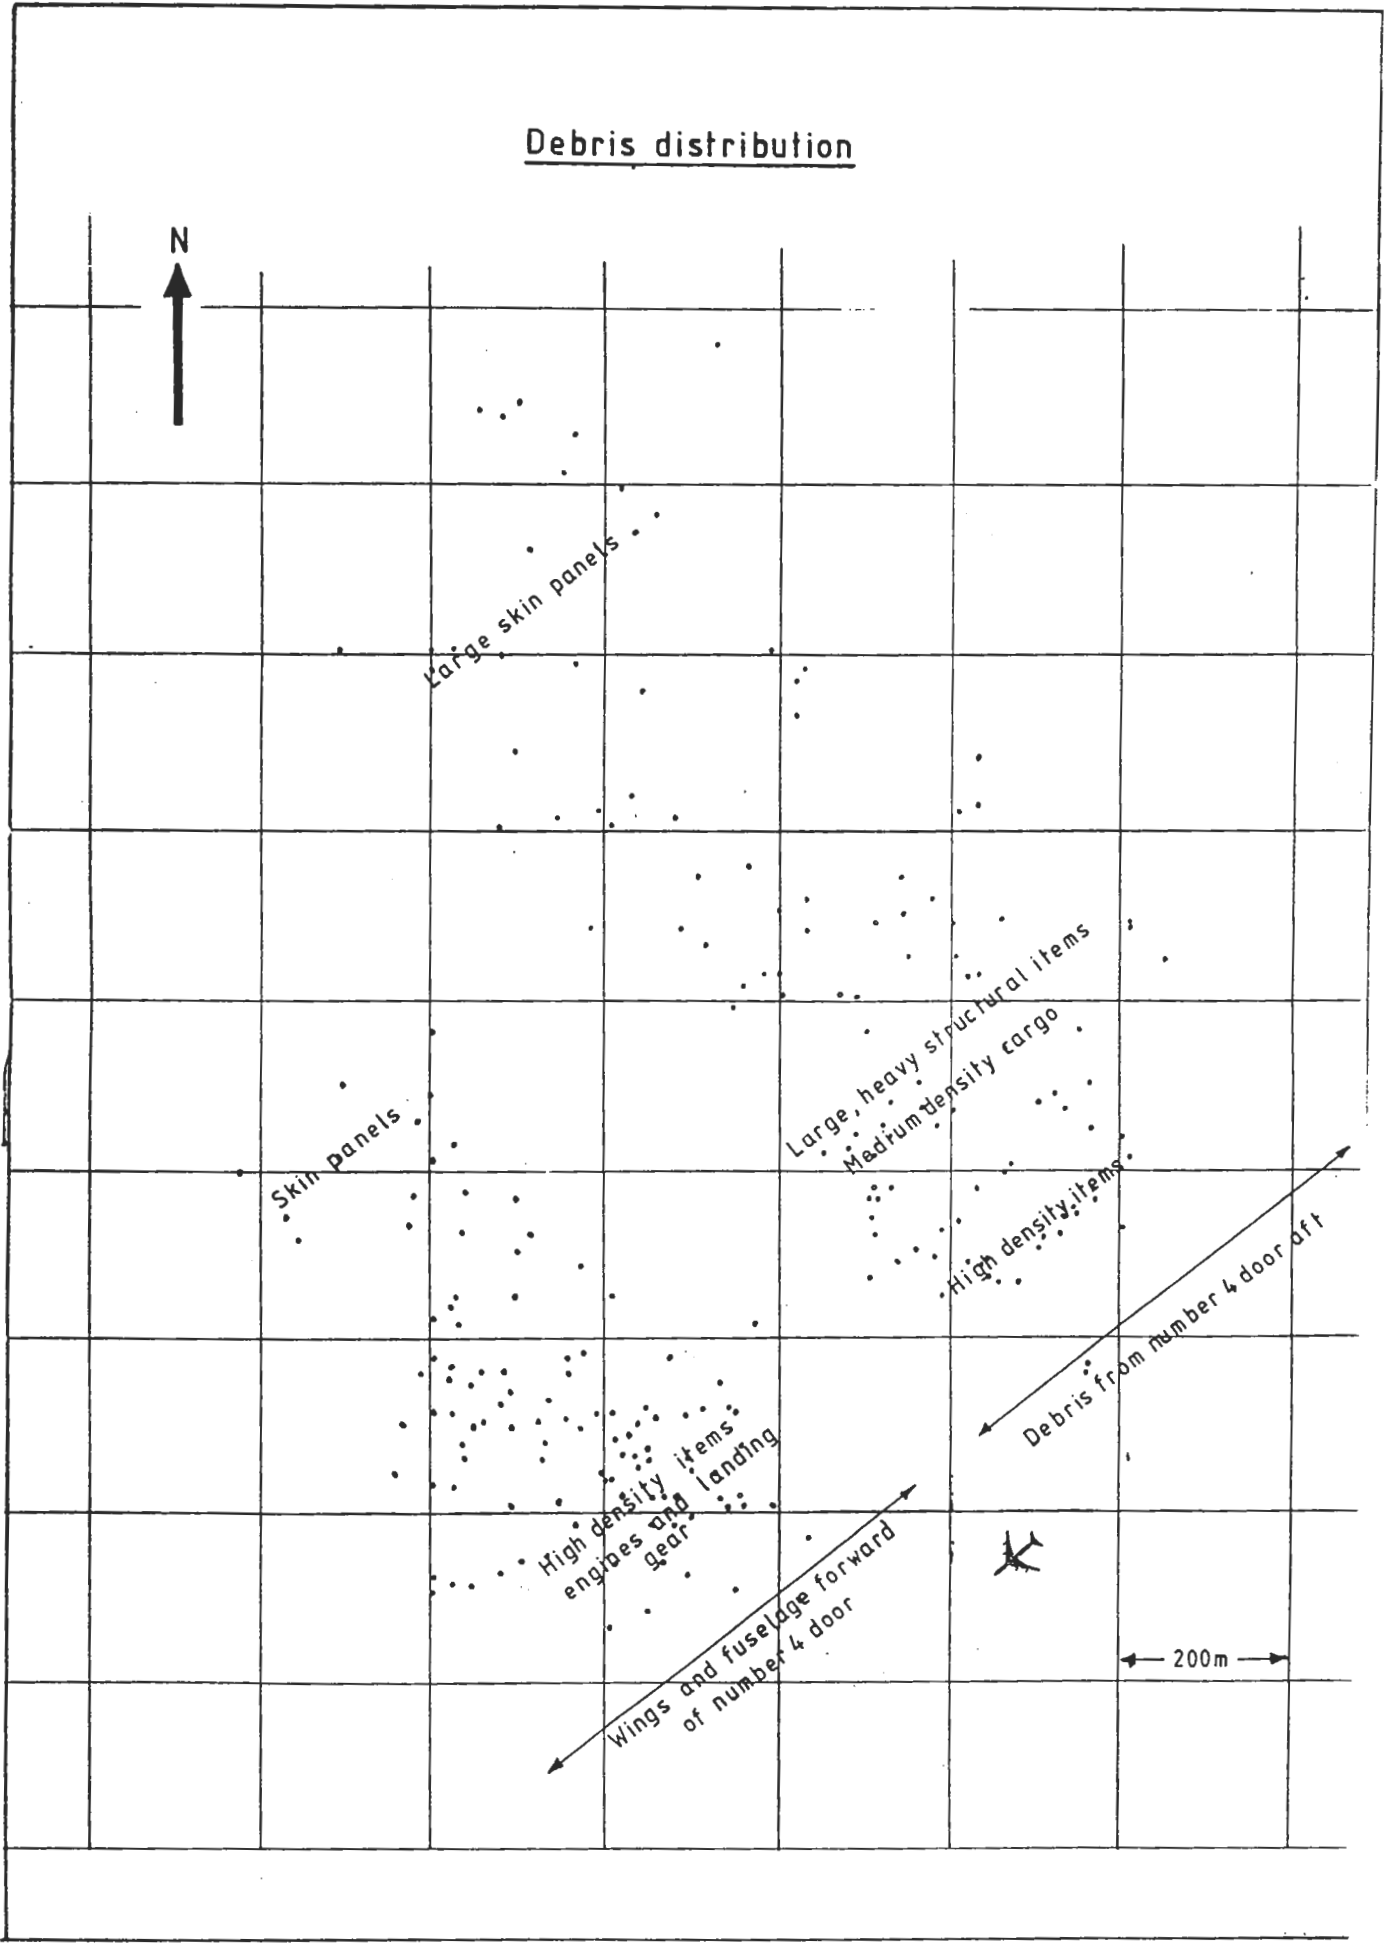 Debris distribution
N
Large skin panels
Large, heavy structural items
Medium density cargo
Skin panels
High density items
Debris from number 4 door aft
High density items
engines and landing
gear
Wings and fuselage forward
of number 4 door
200m